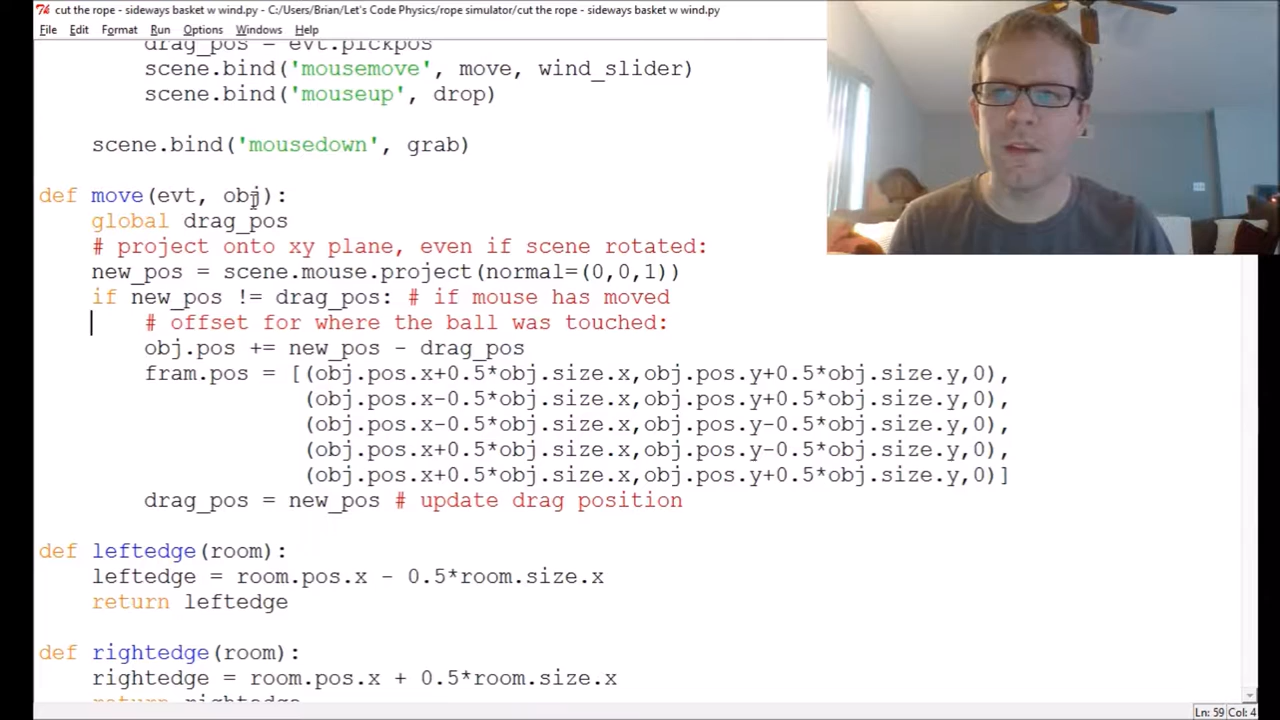 cut the rope - sideways basket w wind.py - C:/Users/Brian/Let's Code Physics/rope simulator/cut the rope - sideways basket w wind.py
File Edit Format Run Options Windows Help
drag_pos = evt.pickpos
scene.bind('mousemove', move, wind_slider)
scene.bind('mouseup', drop)
scene.bind('mousedown', grab)
def move(evt, obj):
global drag_pos
# project onto xy plane, even if scene rotated:
new_pos = scene.mouse.project(normal=(0,0,1))
if new_pos != drag_pos: # if mouse has moved
# offset for where the ball was touched:
obj.pos += new_pos - drag_pos
fram.pos = [(obj.pos.x+0.5*obj.size.x,obj.pos.y+0.5*obj.size.y,0),
(obj.pos.x-0.5*obj.size.x,obj.pos.y+0.5*obj.size.y,0),
(obj.pos.x-0.5*obj.size.x,obj.pos.y-0.5*obj.size.y,0),
(obj.pos.x+0.5*obj.size.x,obj.pos.y-0.5*obj.size.y,0),
(obj.pos.x+0.5*obj.size.x,obj.pos.y+0.5*obj.size.y,0)]
drag_pos = new_pos # update drag position
def leftedge(room):
leftedge = room.pos.x - 0.5*room.size.x
return leftedge
def rightedge(room):
rightedge = room.pos.x + 0.5*room.size.x
return rightedge
Ln: 59 Col: 4